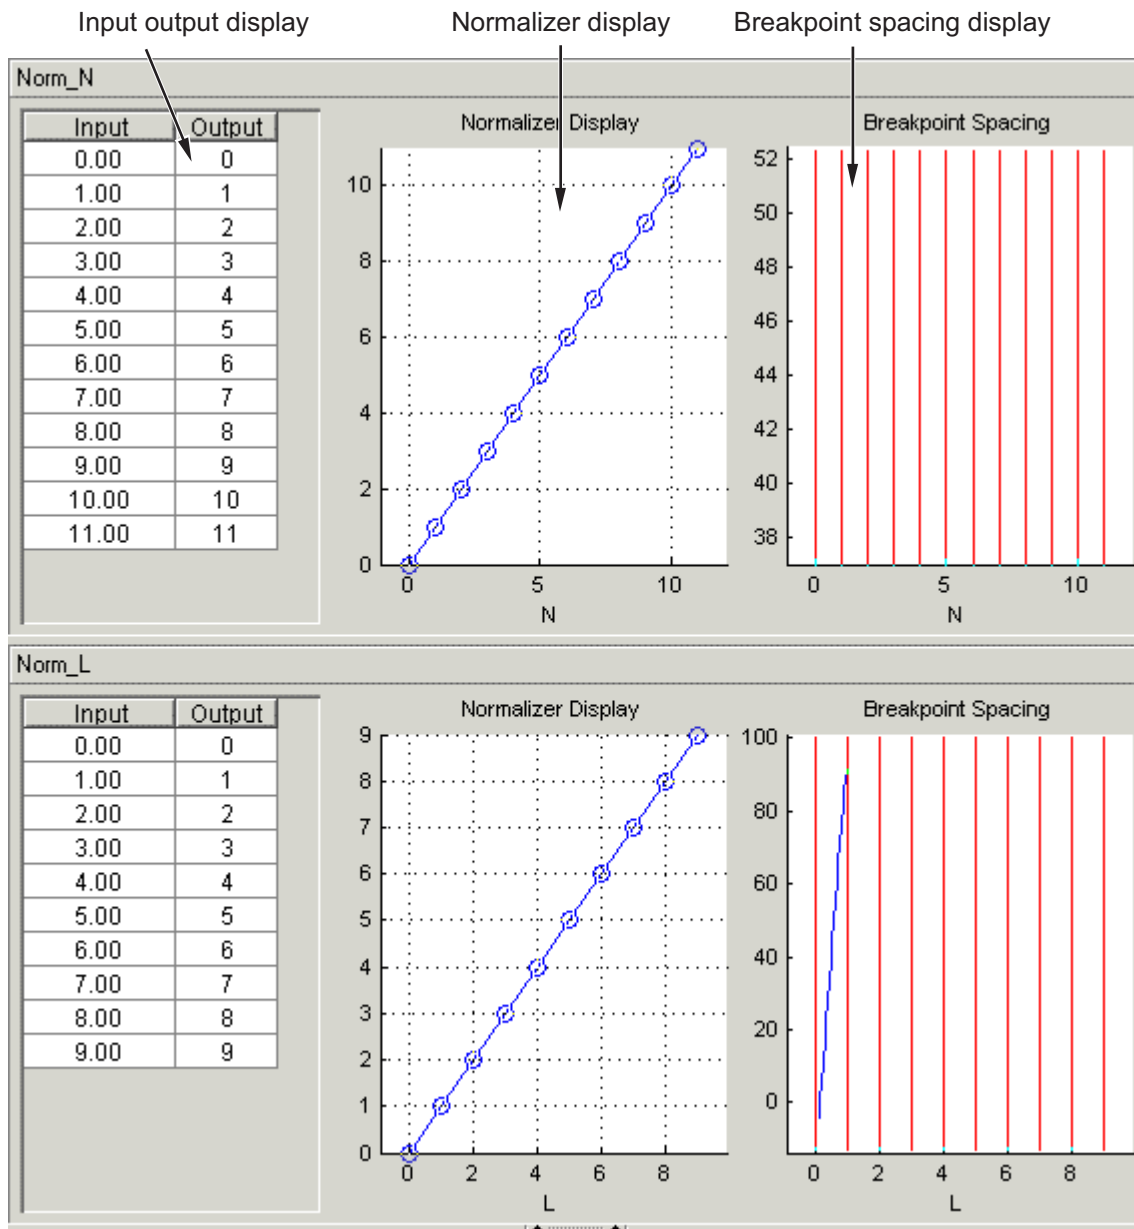 Input output display
Normalizer display
Breakpoint spacing display
Norm_N
Input Output
0.00 0
1.00 1
2.00 2
3.00 3
4.00 4
5.00 5
6.00 6
7.00 7
8.00 8
9.00 9
10.00 10
11.00 11
Normalizer Display
10
8
6
4
2
0
0 5 10
N
Breakpoint Spacing
52
50
48
46
44
42
40
38
0 5 10
N
Norm_L
Input Output
0.00 0
1.00 1
2.00 2
3.00 3
4.00 4
5.00 5
6.00 6
7.00 7
8.00 8
9.00 9
Normalizer Display
9
8
7
6
5
4
3
2
1
0
0 2 4 6 8
L
Breakpoint Spacing
100
80
60
40
20
0
0 2 4 6 8
L